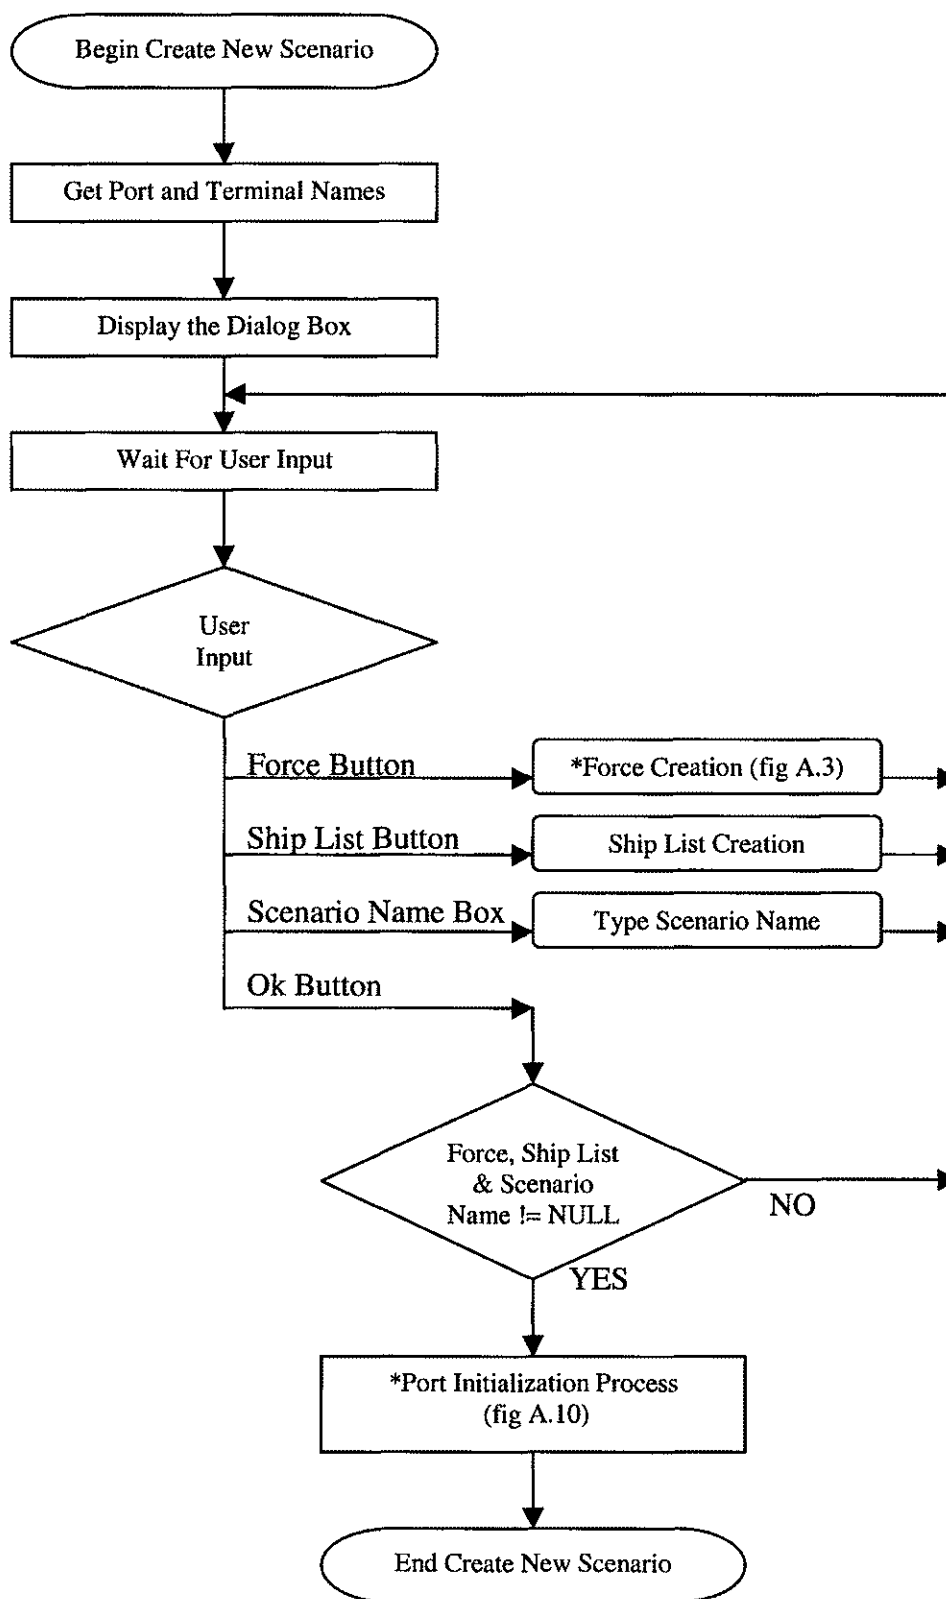 Begin Create New Scenario
Get Port and Terminal Names
Display the Dialog Box
Wait For User Input
User
Input
Force Button
*Force Creation (fig A.3)
Ship List Button
Ship List Creation
Scenario Name Box
Type Scenario Name
Ok Button
Force, Ship List
& Scenario
Name != NULL
NO
YES
*Port Initialization Process
(fig A.10)
End Create New Scenario